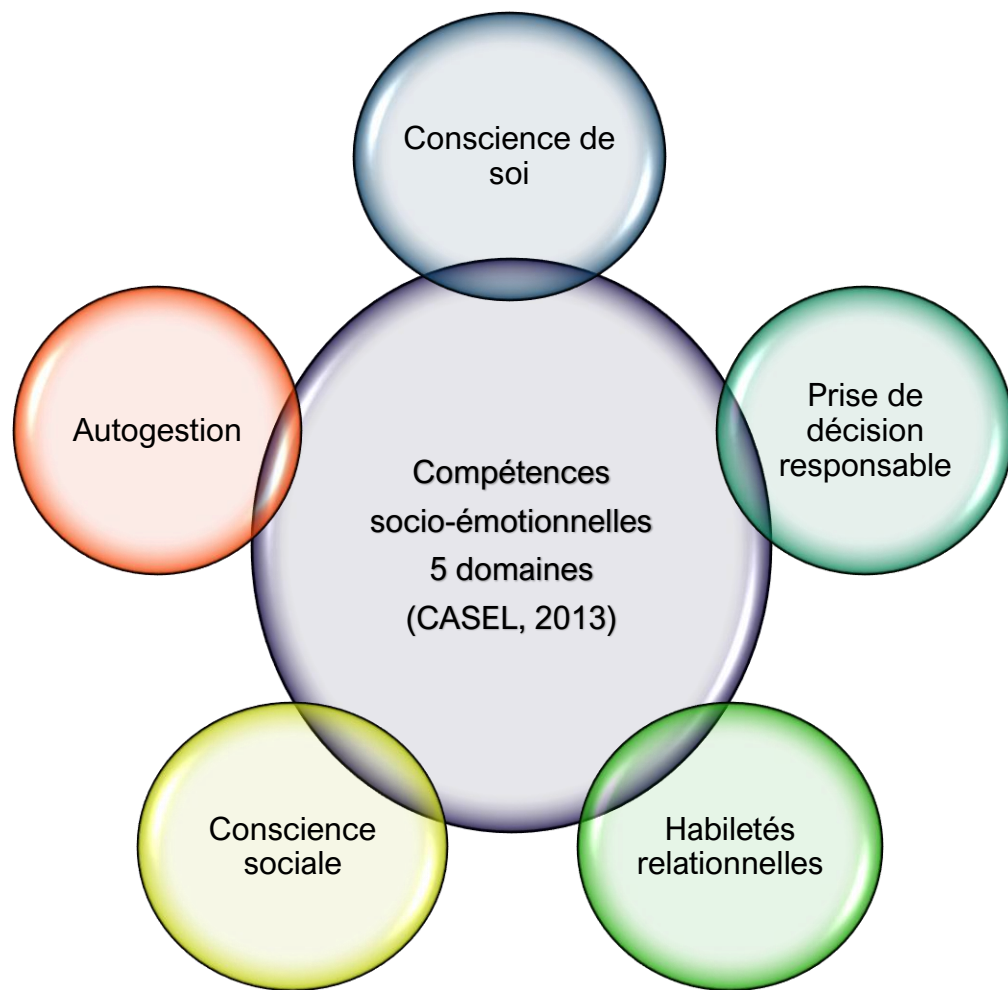 Conscience de
soi
Autogestion
Prise de
décision
responsable
Compétences
socio-émotionnelles
5 domaines
(CASEL, 2013)
Conscience
sociale
Habiletés
relationnelles